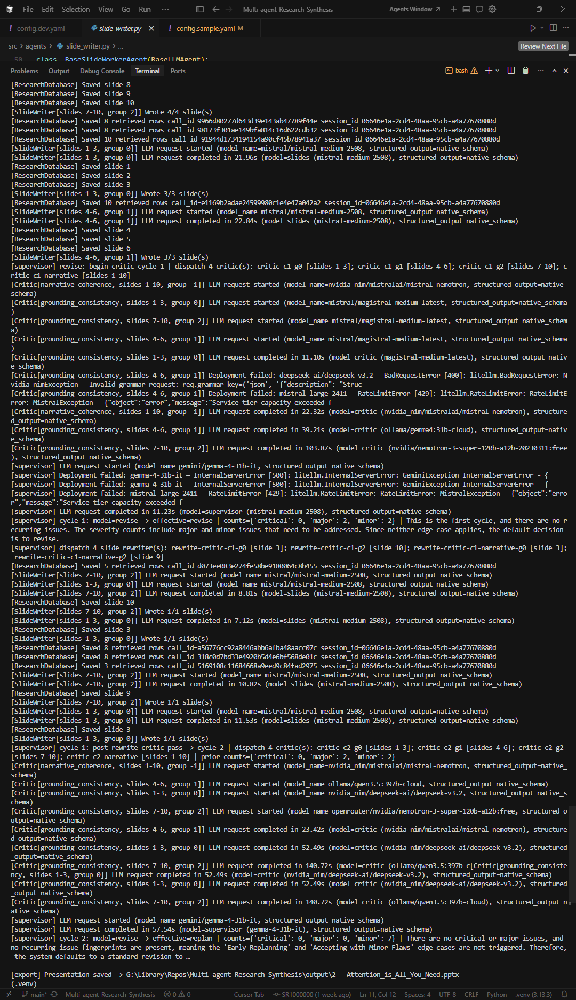 File Edit Selection View Go Run ··· Multi-agent-Research-Synthesis Agents Window
config.dev.yaml slide_writer.py config.sample.yaml M
src > agents > slide_writer.py > ...
Review Next File
50 class BaseSlideWorkerAgent(BaseLLMAgent):
Problems Output Debug Console Terminal Ports bash
[ResearchDatabase] Saved slide 8
[ResearchDatabase] Saved slide 9
[ResearchDatabase] Saved slide 10
[SlideWriter[slides 7-10, group 2]] Wrote 4/4 slide(s)
[ResearchDatabase] Saved 8 retrieved rows call_id=9966d80277d643d39e143ab47789f44e session_id=06646e1a-2cd4-48aa-95cb-a4a77670880d
[ResearchDatabase] Saved 8 retrieved rows call_id=98173f301ae149bfa814c16d622cdb32 session_id=06646e1a-2cd4-48aa-95cb-a4a77670880d
[ResearchDatabase] Saved 10 retrieved rows call_id=91944d1734194154a90cf45b78941a37 session_id=06646e1a-2cd4-48aa-95cb-a4a77670880d
[SlideWriter[slides 1-3, group 0]] LLM request started (model_name=mistral/mistral-medium-2508, structured_output=native_schema)
[SlideWriter[slides 1-3, group 0]] LLM request completed in 21.96s (model=slides (mistral-medium-2508), structured_output=native_schema)
[ResearchDatabase] Saved slide 1
[ResearchDatabase] Saved slide 2
[ResearchDatabase] Saved slide 3
[SlideWriter[slides 1-3, group 0]] Wrote 3/3 slide(s)
[ResearchDatabase] Saved 10 retrieved rows call_id=e1169b2adae24599980c1e4e47a042a2 session_id=06646e1a-2cd4-48aa-95cb-a4a77670880d
[SlideWriter[slides 4-6, group 1]] LLM request started (model_name=mistral/mistral-medium-2508, structured_output=native_schema)
[SlideWriter[slides 4-6, group 1]] LLM request completed in 22.84s (model=slides (mistral-medium-2508), structured_output=native_schema)
[ResearchDatabase] Saved slide 4
[ResearchDatabase] Saved slide 5
[ResearchDatabase] Saved slide 6
[SlideWriter[slides 4-6, group 1]] Wrote 3/3 slide(s)
[supervisor] revise: begin critic cycle 1 | dispatch 4 critic(s): critic-c1-g0 [slides 1-3]; critic-c1-g1 [slides 4-6]; critic-c1-g2 [slides 7-10]; c
ritic-c1-narrative [slides 1-10]
[Critic[narrative_coherence, slides 1-10, group -1]] LLM request started (model_name=nvidia_nim/mistralai/mistral-nemotron, structured_output=native_
schema)
[Critic[grounding_consistency, slides 1-3, group 0]] LLM request started (model_name=mistral/magistral-medium-latest, structured_output=native_schema
)
[Critic[grounding_consistency, slides 7-10, group 2]] LLM request started (model_name=mistral/magistral-medium-latest, structured_output=native_schem
a)
[Critic[grounding_consistency, slides 4-6, group 1]] LLM request started (model_name=mistral/magistral-medium-latest, structured_output=native_schema
)
[Critic[grounding_consistency, slides 1-3, group 0]] LLM request completed in 11.10s (model=critic (magistral-medium-latest), structured_output=nativ
e_schema)
[Critic[grounding_consistency, slides 4-6, group 1]] Deployment failed: deepseek-ai/deepseek-v3.2 — BadRequestError [400]: litellm.BadRequestError: N
vidia_nimException - Invalid grammar request: req.grammar_key=('json', '{"description": "Struc
[Critic[grounding_consistency, slides 4-6, group 1]] Deployment failed: mistral-large-2411 — RateLimitError [429]: litellm.RateLimitError: RateLimitE
rror: MistralException - {"object":"error","message":"Service tier capacity exceeded f
[Critic[narrative_coherence, slides 1-10, group -1]] LLM request completed in 22.32s (model=critic (nvidia_nim/mistralai/mistral-nemotron), structure
d_output=native_schema)
[Critic[grounding_consistency, slides 4-6, group 1]] LLM request completed in 39.21s (model=critic (ollama/gemma4:31b-cloud), structured_output=nativ
e_schema)
[Critic[grounding_consistency, slides 7-10, group 2]] LLM request completed in 103.87s (model=critic (nvidia/nemotron-3-super-120b-a12b-20230311:free
), structured_output=native_schema)
[supervisor] LLM request started (model_name=gemini/gemma-4-31b-it, structured_output=native_schema)
[supervisor] Deployment failed: gemma-4-31b-it — InternalServerError [500]: litellm.InternalServerError: GeminiException InternalServerError - {
[supervisor] Deployment failed: gemma-4-31b-it — InternalServerError [500]: litellm.InternalServerError: GeminiException InternalServerError - {
[supervisor] Deployment failed: mistral-large-2411 — RateLimitError [429]: litellm.RateLimitError: RateLimitError: MistralException - {"object":"erro
r","message":"Service tier capacity exceeded f
[supervisor] LLM request completed in 11.23s (model=supervisor (mistral-medium-2508), structured_output=native_schema)
[supervisor] cycle 1: model=revise -> effective=revise | counts={'critical': 0, 'major': 2, 'minor': 2} | This is the first cycle, and there are no r
ecurring issues. The severity counts include major and minor issues that need to be addressed. Since neither edge case applies, the default decision
is to revise.
[supervisor] dispatch 4 slide rewriter(s): rewrite-critic-c1-g0 [slide 3]; rewrite-critic-c1-g2 [slide 10]; rewrite-critic-c1-narrative-g0 [slide 3];
rewrite-critic-c1-narrative-g2 [slide 9]
[ResearchDatabase] Saved 5 retrieved rows call_id=d073ee083e274fe58be9180064c8b455 session_id=06646e1a-2cd4-48aa-95cb-a4a77670880d
[SlideWriter[slides 7-10, group 2]] LLM request started (model_name=mistral/mistral-medium-2508, structured_output=native_schema)
[SlideWriter[slides 1-3, group 0]] LLM request started (model_name=mistral/mistral-medium-2508, structured_output=native_schema)
[SlideWriter[slides 7-10, group 2]] LLM request completed in 8.81s (model=slides (mistral-medium-2508), structured_output=native_schema)
[ResearchDatabase] Saved slide 10
[SlideWriter[slides 7-10, group 2]] Wrote 1/1 slide(s)
[SlideWriter[slides 1-3, group 0]] LLM request completed in 7.12s (model=slides (mistral-medium-2508), structured_output=native_schema)
[ResearchDatabase] Saved slide 3
[SlideWriter[slides 1-3, group 0]] Wrote 1/1 slide(s)
[ResearchDatabase] Saved 8 retrieved rows call_id=a56776cc92a8446abb6afba48aacc07c session_id=06646e1a-2cd4-48aa-95cb-a4a77670880d
[ResearchDatabase] Saved 8 retrieved rows call_id=318c0d7bd33e4920b5d4e6bf568de01c session_id=06646e1a-2cd4-48aa-95cb-a4a77670880d
[ResearchDatabase] Saved 3 retrieved rows call_id=5169108c11684668a9eed9c84fad2975 session_id=06646e1a-2cd4-48aa-95cb-a4a77670880d
[SlideWriter[slides 7-10, group 2]] LLM request started (model_name=mistral/mistral-medium-2508, structured_output=native_schema)
[SlideWriter[slides 7-10, group 2]] LLM request completed in 10.82s (model=slides (mistral-medium-2508), structured_output=native_schema)
[ResearchDatabase] Saved slide 9
[SlideWriter[slides 7-10, group 2]] Wrote 1/1 slide(s)
[SlideWriter[slides 1-3, group 0]] LLM request started (model_name=mistral/mistral-medium-2508, structured_output=native_schema)
[SlideWriter[slides 1-3, group 0]] LLM request completed in 11.53s (model=slides (mistral-medium-2508), structured_output=native_schema)
[ResearchDatabase] Saved slide 3
[SlideWriter[slides 1-3, group 0]] Wrote 1/1 slide(s)
[supervisor] cycle 1: post-rewrite critic pass -> cycle 2 | dispatch 4 critic(s): critic-c2-g0 [slides 1-3]; critic-c2-g1 [slides 4-6]; critic-c2-g2
[slides 7-10]; critic-c2-narrative [slides 1-10] | prior counts={'critical': 0, 'major': 2, 'minor': 2}
[Critic[narrative_coherence, slides 1-10, group -1]] LLM request started (model_name=nvidia_nim/mistralai/mistral-nemotron, structured_output=native_
schema)
[Critic[grounding_consistency, slides 4-6, group 1]] LLM request started (model_name=ollama/qwen3.5:397b-cloud, structured_output=native_schema)
[Critic[grounding_consistency, slides 1-3, group 0]] LLM request started (model_name=nvidia_nim/deepseek-ai/deepseek-v3.2, structured_output=native_s
chema)
[Critic[grounding_consistency, slides 7-10, group 2]] LLM request started (model_name=openrouter/nvidia/nemotron-3-super-120b-a12b:free, structured_o
utput=native_schema)
[Critic[grounding_consistency, slides 4-6, group 1]] LLM request completed in 23.42s (model=critic (nvidia_nim/mistralai/mistral-nemotron), structure
d_output=native_schema)
[Critic[grounding_consistency, slides 1-3, group 0]] LLM request completed in 52.49s (model=critic (nvidia_nim/deepseek-ai/deepseek-v3.2), structured
_output=native_schema)
[Critic[grounding_consistency, slides 7-10, group 2]] LLM request completed in 140.72s (model=critic (ollama/qwen3.5:397b-c[Critic[grounding_consiste
ncy, slides 1-3, group 0]] LLM request completed in 52.49s (model=critic (nvidia_nim/deepseek-ai/deepseek-v3.2), structured_output=native_schema)
[Critic[grounding_consistency, slides 1-3, group 0]] LLM request completed in 52.49s (model=critic (nvidia_nim/deepseek-ai/deepseek-v3.2), structured
_output=native_schema)
[Critic[grounding_consistency, slides 7-10, group 2]] LLM request completed in 140.72s (model=critic (ollama/qwen3.5:397b-cloud), structured_output=n
ative_schema)
[supervisor] LLM request started (model_name=gemini/gemma-4-31b-it, structured_output=native_schema)
[supervisor] LLM request completed in 57.54s (model=supervisor (gemma-4-31b-it), structured_output=native_schema)
[supervisor] cycle 2: model=revise -> effective=replan | counts={'critical': 0, 'major': 0, 'minor': 7} | There are no critical or major issues, and
no recurring issue fingerprints are present, meaning the 'Early Replanning' and 'Accepting with Minor Flaws' edge cases are not triggered. Therefore,
the system defaults to a standard revision to …
[export] Presentation saved -> G:\Library\Repos\Multi-agent-Research-Synthesis\output\2 - Attention_is_All_You_Need.pptx
(.venv)
main* Multi-agent-Research-Synthesis 0 0 Cursor Tab SR1000000 (1 week ago) Ln 11, Col 12 Spaces: 4 UTF-8 CRLF Python .venv (3.13.3)